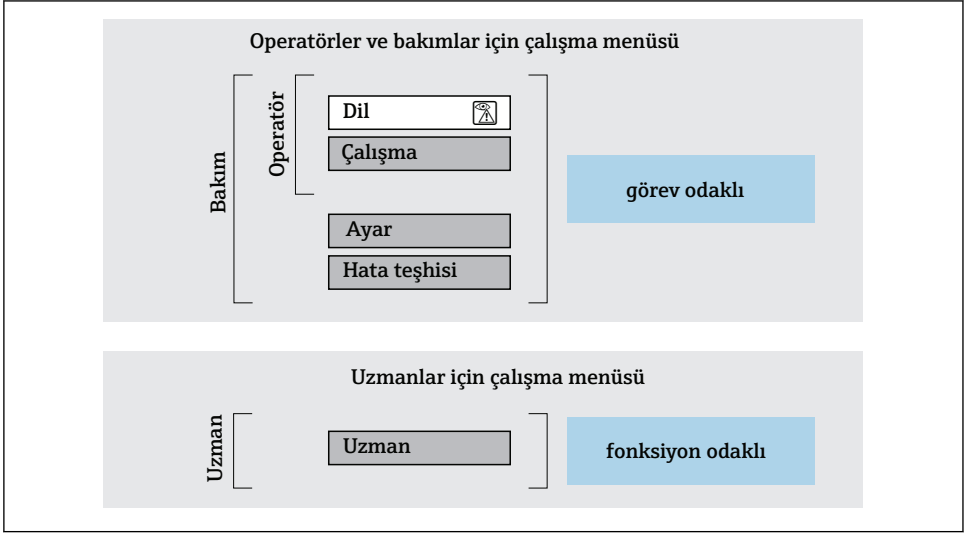 Operatörler ve bakımlar için çalışma menüsü
Bakım
Operatör
Dil
Çalışma
Ayar
Hata teşhisi
görev odaklı
Uzmanlar için çalışma menüsü
Uzman
Uzman
fonksiyon odaklı